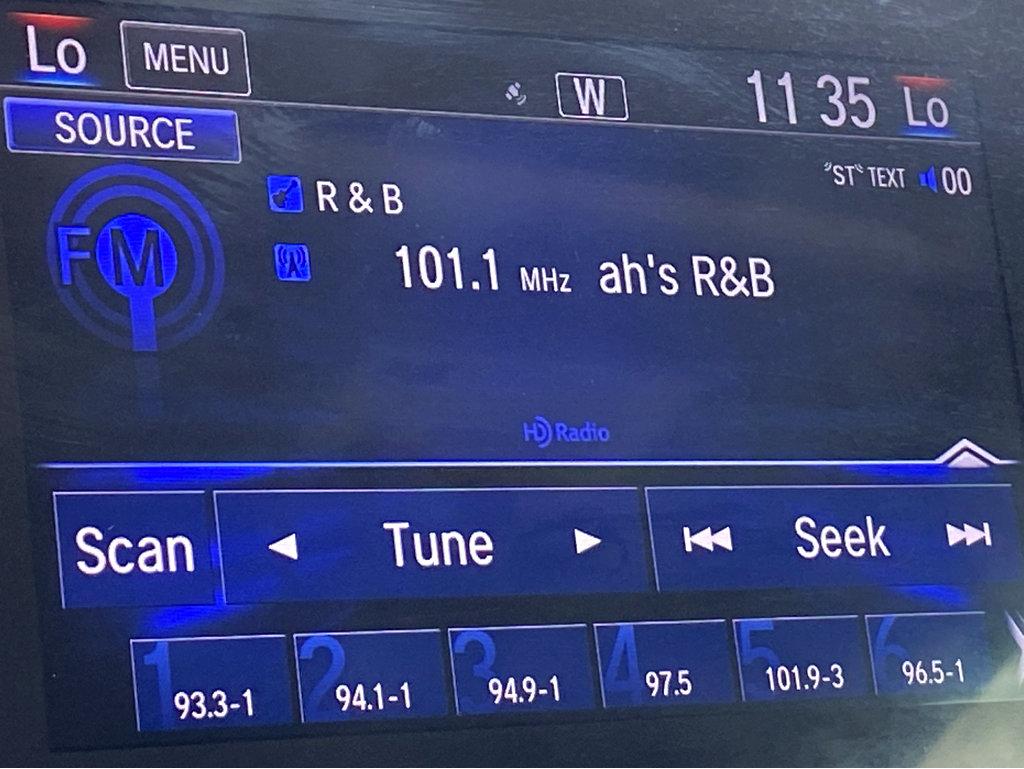 Lo MENU W 11 35 Lo
SOURCE
"ST" TEXT 00
R & B
FM
101.1 MHz ah's R&B
HD Radio
Scan Tune Seek
1 93.3-1 2 94.1-1 3 94.9-1 4 97.5 5 101.9-3 6 96.5-1